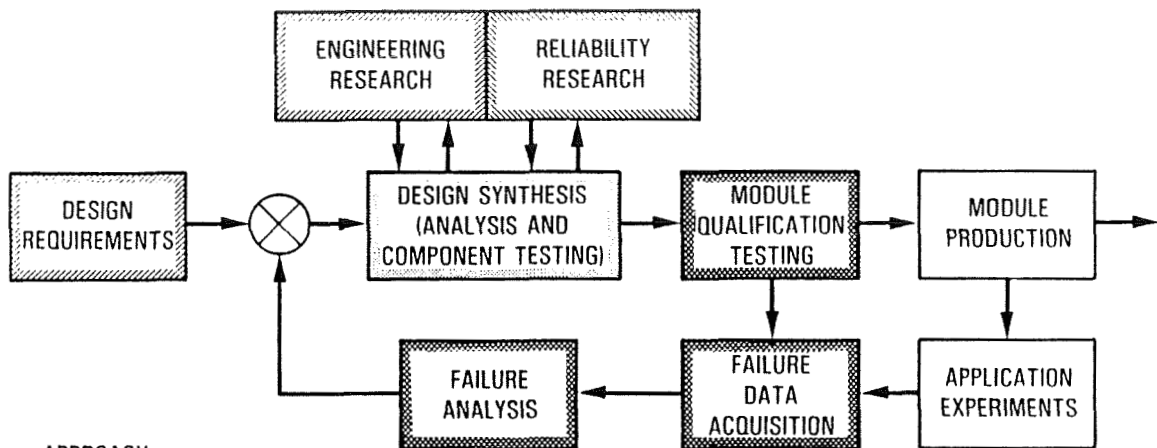 ENGINEERING
RESEARCH
RELIABILITY
RESEARCH
DESIGN
REQUIREMENTS
DESIGN SYNTHESIS
(ANALYSIS AND
COMPONENT TESTING)
MODULE
QUALIFICATION
TESTING
MODULE
PRODUCTION
FAILURE
ANALYSIS
FAILURE
DATA
ACQUISITION
APPLICATION
EXPERIMENTS
APPROACH